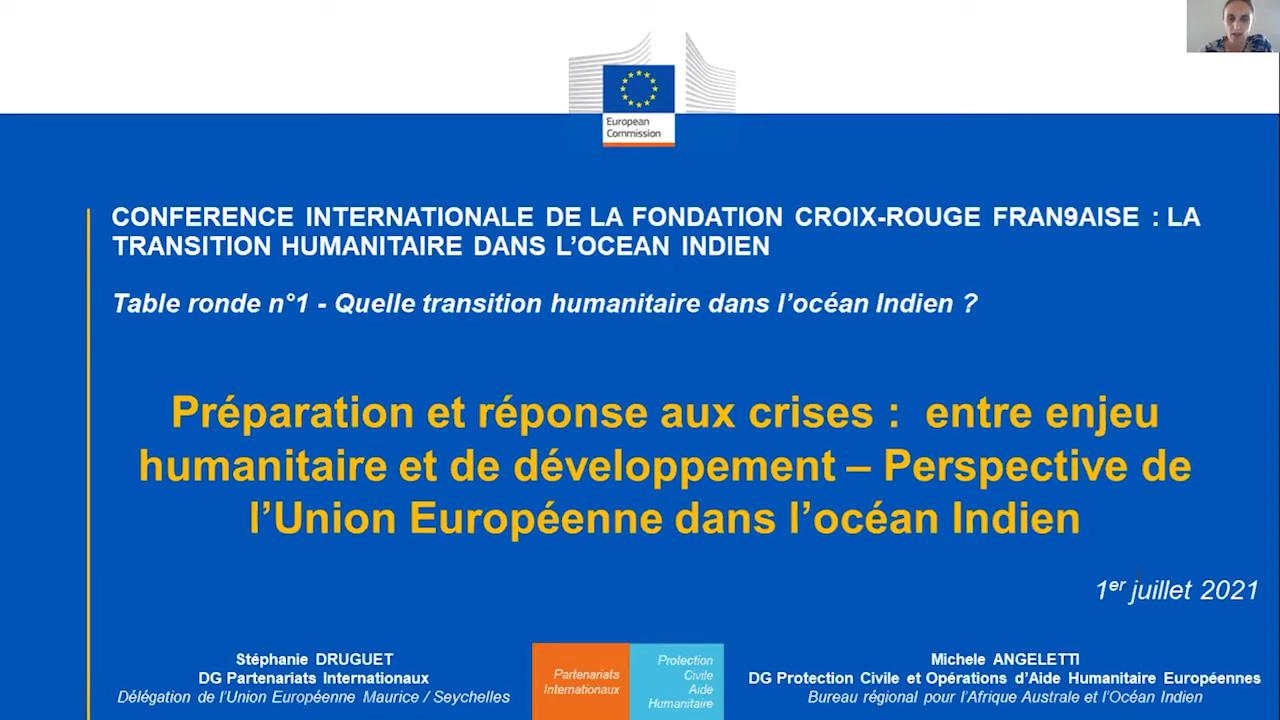 European
Commission
CONFERENCE INTERNATIONALE DE LA FONDATION CROIX-ROUGE FRAN9AISE : LA
TRANSITION HUMANITAIRE DANS L’OCEAN INDIEN
Table ronde n°1 - Quelle transition humanitaire dans l’océan Indien ?
Préparation et réponse aux crises : entre enjeu
humanitaire et de développement – Perspective de
l’Union Européenne dans l’océan Indien
1er juillet 2021
Stéphanie DRUGUET
DG Partenariats Internationaux
Délégation de l’Union Européenne Maurice / Seychelles
Partenariats
Internationaux
Protection
Civile
Aide
Humanitaire
Michele ANGELETTI
DG Protection Civile et Opérations d’Aide Humanitaire Européennes
Bureau régional pour l’Afrique Australe et l’Océan Indien